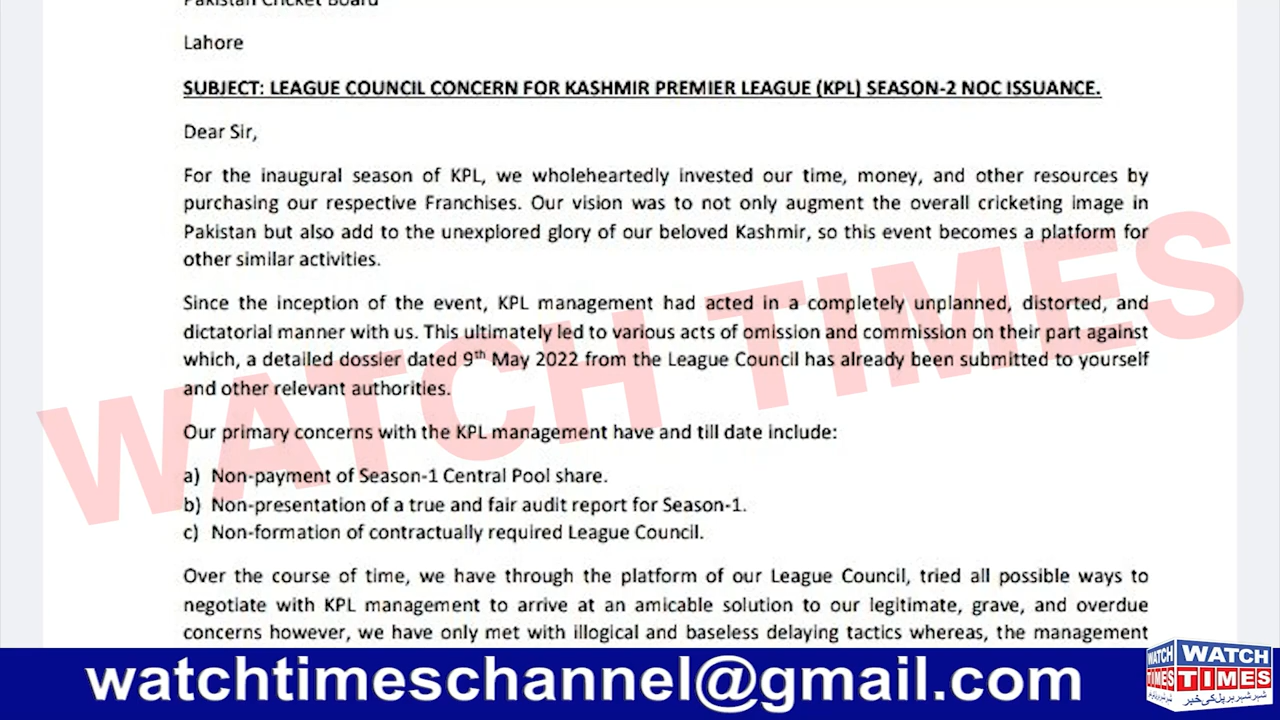 Pakistan Cricket Board
Lahore
SUBJECT: LEAGUE COUNCIL CONCERN FOR KASHMIR PREMIER LEAGUE (KPL) SEASON-2 NOC ISSUANCE.
Dear Sir,
For the inaugural season of KPL, we wholeheartedly invested our time, money, and other resources by
purchasing our respective Franchises. Our vision was to not only augment the overall cricketing image in
Pakistan but also add to the unexplored glory of our beloved Kashmir, so this event becomes a platform for
other similar activities.
Since the inception of the event, KPL management had acted in a completely unplanned, distorted, and
dictatorial manner with us. This ultimately led to various acts of omission and commission on their part against
which, a detailed dossier dated 9th May 2022 from the League Council has already been submitted to yourself
and other relevant authorities.
Our primary concerns with the KPL management have and till date include:
a) Non-payment of Season-1 Central Pool share.
b) Non-presentation of a true and fair audit report for Season-1.
c) Non-formation of contractually required League Council.
Over the course of time, we have through the platform of our League Council, tried all possible ways to
negotiate with KPL management to arrive at an amicable solution to our legitimate, grave, and overdue
concerns however, we have only met with illogical and baseless delaying tactics whereas, the management
WATCH TIMES
watchtimeschannel@gmail.com
WATCH
TIMES
WATCH
TIMES
شہر شہر ہر پل کی خبر